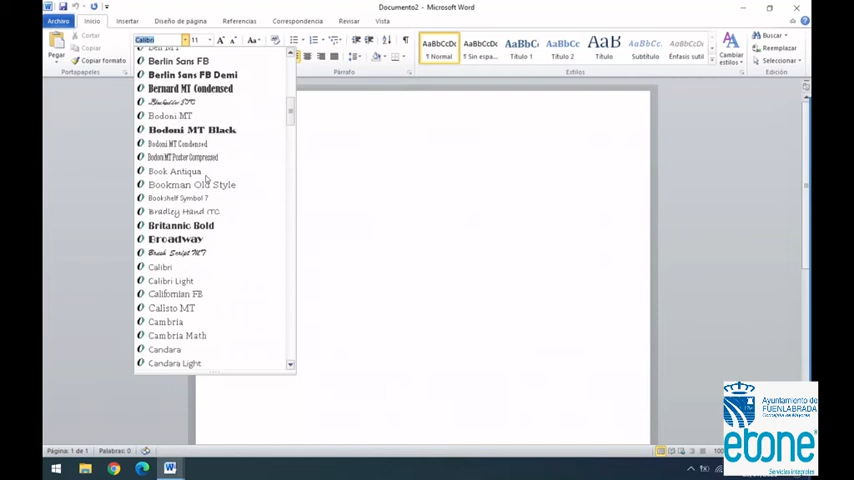 Documento2 - Microsoft Word
Archivo Inicio Insertar Diseño de página Referencias Correspondencia Revisar Vista
Calibri 11
Pegar
Cortar
Copiar
Copiar formato
Portapapeles
Párrafo
AaBbCcDc AaBbCcDc AaBbCc AaBbCc AaB AaBbCc. AaBbCcDc
¶ Normal ¶ Sin espa... Título 1 Título 2 Título Subtítulo Énfasis sutil
Estilos
Cambiar estilos
Buscar
Reemplazar
Seleccionar
Edición
Bell MT
Berlin Sans FB
Berlin Sans FB Demi
Bernard MT Condensed
Blackadder ITC
Bodoni MT
Bodoni MT Black
Bodoni MT Condensed
Bodoni MT Poster Compressed
Book Antiqua
Bookman Old Style
Bookshelf Symbol 7
Bradley Hand ITC
Britannic Bold
Broadway
Brush Script MT
Calibri
Calibri Light
Californian FB
Calisto MT
Cambria
Cambria Math
Candara
Candara Light
Página: 1 de 1 Palabras: 0
Ayuntamiento de
FUENLABRADA
etone
Servicios integrales